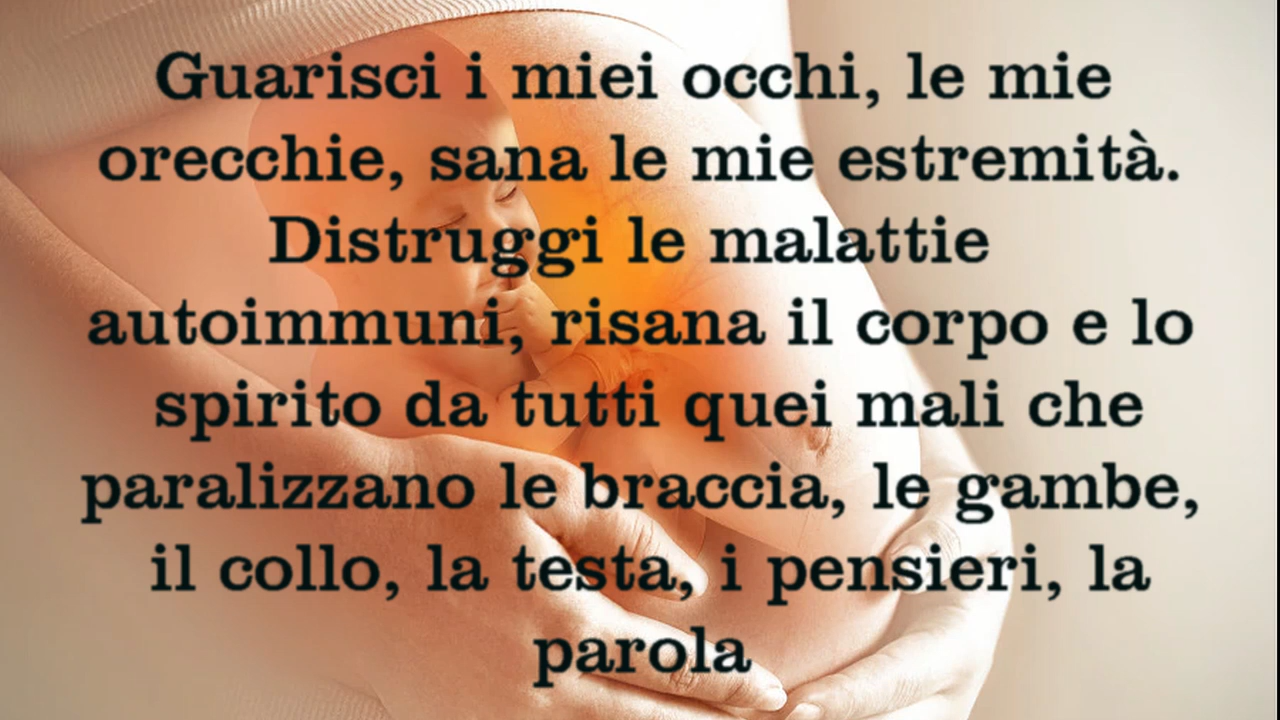 Guarisci i miei occhi, le mie
orecchie, sana le mie estremità.
Distruggi le malattie
autoimmuni, risana il corpo e lo
spirito da tutti quei mali che
paralizzano le braccia, le gambe,
il collo, la testa, i pensieri, la
parola